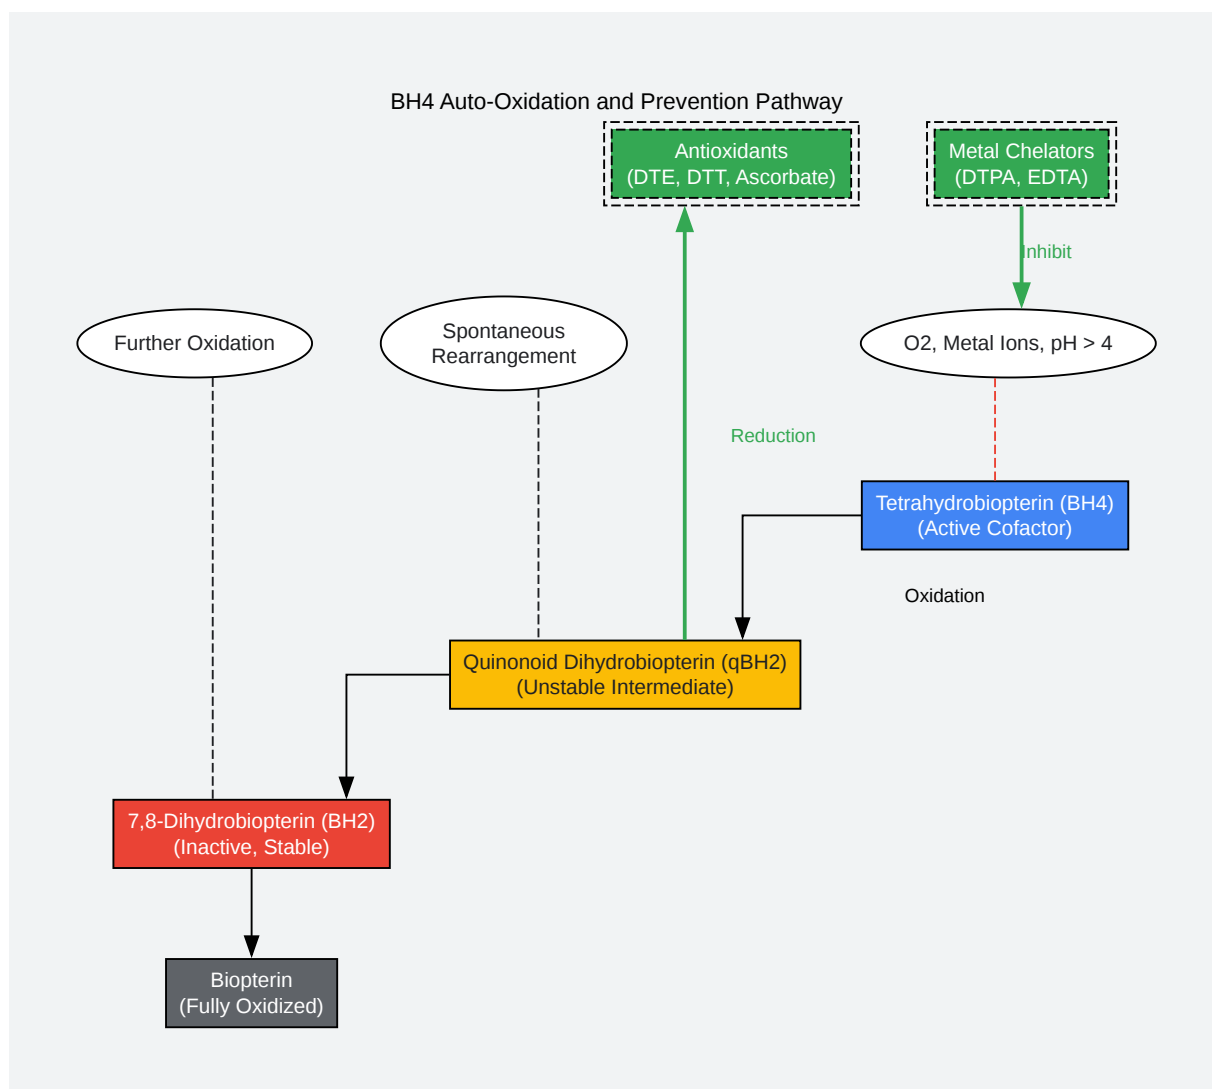 BH4 Auto-Oxidation and Prevention Pathway
Antioxidants
(DTE, DTT, Ascorbate)
Metal Chelators
(DTPA, EDTA)
Inhibit
Further Oxidation
Spontaneous
Rearrangement
O2, Metal Ions, pH > 4
Reduction
Tetrahydrobiopterin (BH4)
(Active Cofactor)
Oxidation
Quinonoid Dihydrobiopterin (qBH2)
(Unstable Intermediate)
7,8-Dihydrobiopterin (BH2)
(Inactive, Stable)
Biopterin
(Fully Oxidized)